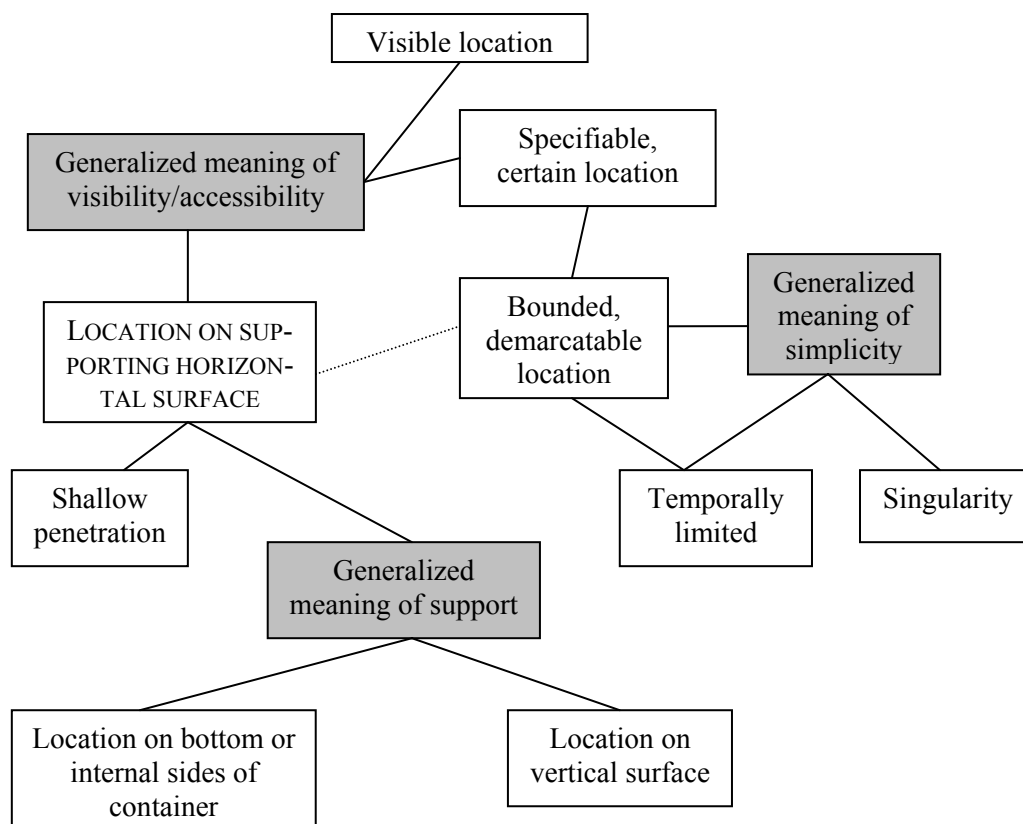 Visible location
Specifiable,
certain location
Generalized meaning of
visibility/accessibility
Generalized
meaning of
simplicity
Bounded,
demarcatable
location
LOCATION ON SUP-
PORTING HORIZON-
TAL SURFACE
Shallow
penetration
Temporally
limited
Singularity
Generalized
meaning of support
Location on bottom or
internal sides of
container
Location on
vertical surface